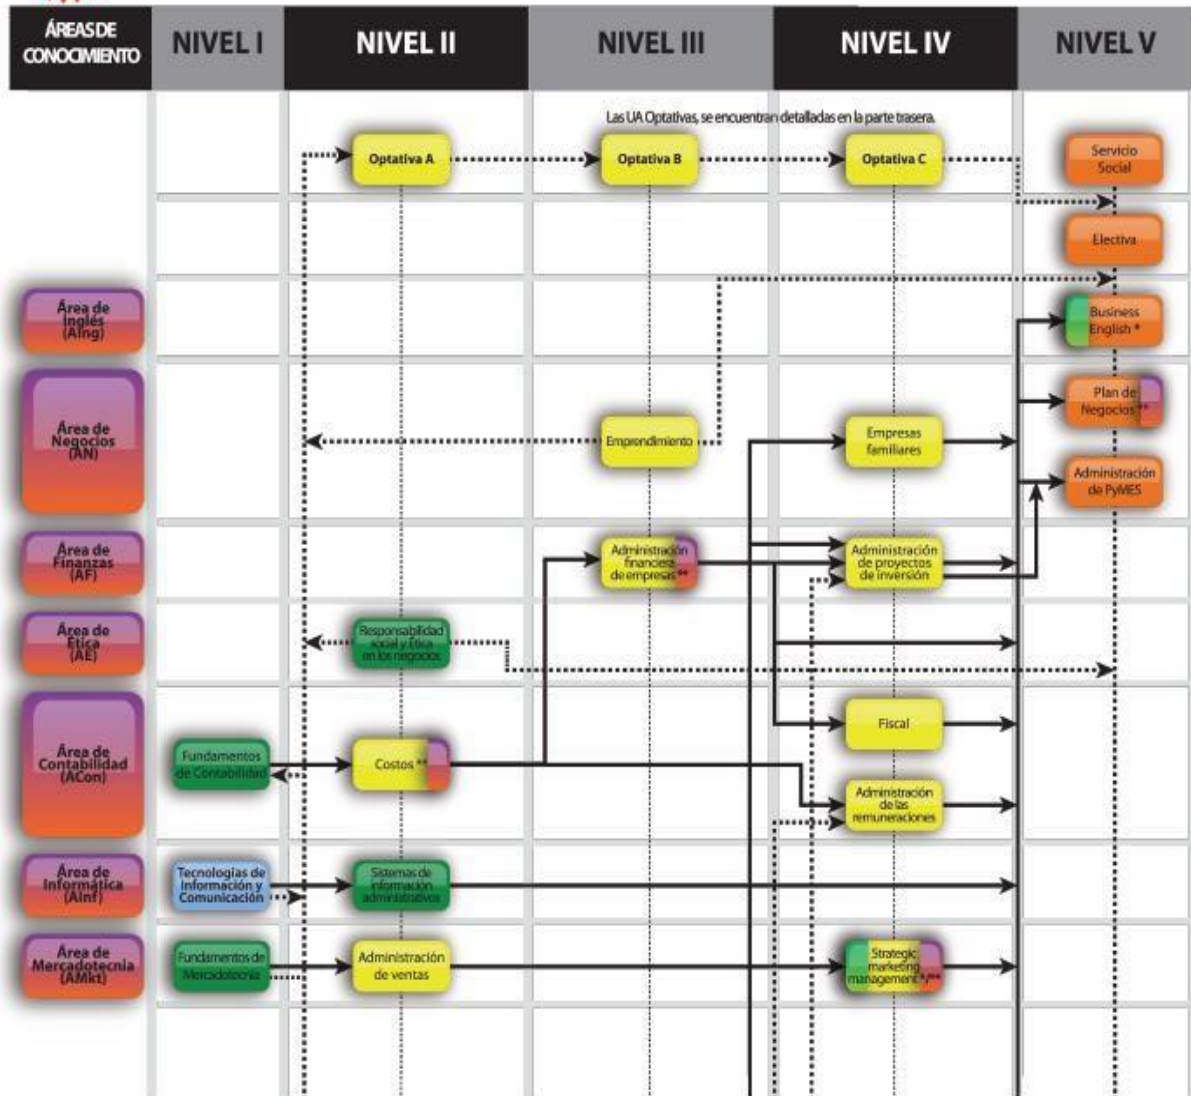 ÁREAS DE
CONOCIMIENTO
NIVEL I
NIVEL II
NIVEL III
NIVEL IV
NIVEL V
Las UA Optativas, se encuentran detalladas en la parte trasera.
Optativa A
Optativa B
Optativa C
Servicio
Social
Electiva
Área de
Inglés
(AIng)
Business
English *
Área de
Negocios
(AN)
Emprendimiento
Empresas
familiares
Plan de
Negocios **
Administración
de PyMES
Área de
Finanzas
(AF)
Administración
financiera
de empresas **
Administración
de proyectos
de inversión
Área de
Ética
(AE)
Responsabilidad
social y Ética
en los negocios
Área de
Contabilidad
(ACon)
Fundamentos
de Contabilidad
Costos **
Fiscal
Administración
de las
remuneraciones
Área de
Informática
(AInf)
Tecnologías de
Información y
Comunicación
Sistemas de
información
administrativos
Área de
Mercadotecnia
(AMkt)
Fundamentos de
Mercadotecnia
Administración
de ventas
Strategic
marketing
management */**